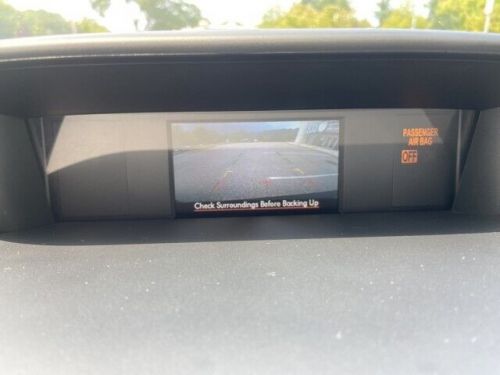 PASSENGER
AIR BAG
OFF
Check Surroundings Before Backing Up